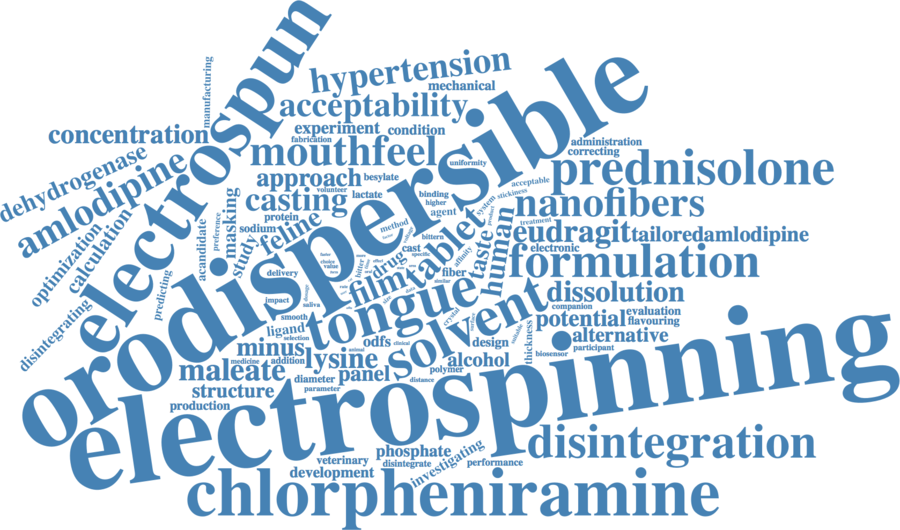 electrospun
orodispersible
electrospinning
chlorpheniramine
hypertension
mechanical
acceptability
manufacturing
concentration
experiment
condition
fabrication
mouthfeel
uniformity
administration
correcting
prednisolone
dehydrogenase
amlodipine
approach
besylate
volunteer
lactate
binding
higher
agent
acceptable
stickiness
nanofibers
casting
protein
sodium
masking
preference
acandidate
study
feline
method
bittern
system
product
treatment
eudragit
tailoredamlodipine
electronic
optimization
calculation
predicting
disintegrating
delivery
choice
value
bitter
drug
cast
specific
tablet
taste
human
affinity
formulation
film
fiber
similar
dissolution
impact
saliva
smooth
tongue
crystal
solvent
companion
evaluation
flavouring
potential
alternative
ligand
selection
minus
medicine
addition
lysine
odfs
clinical
animal
design
thickness
suitable
biosensor
participant
maleate
structure
diameter
parameter
panel
polymer
distance
alcohol
production
disintegration
phosphate
veterinary
disintegrate
development
investigating
performance